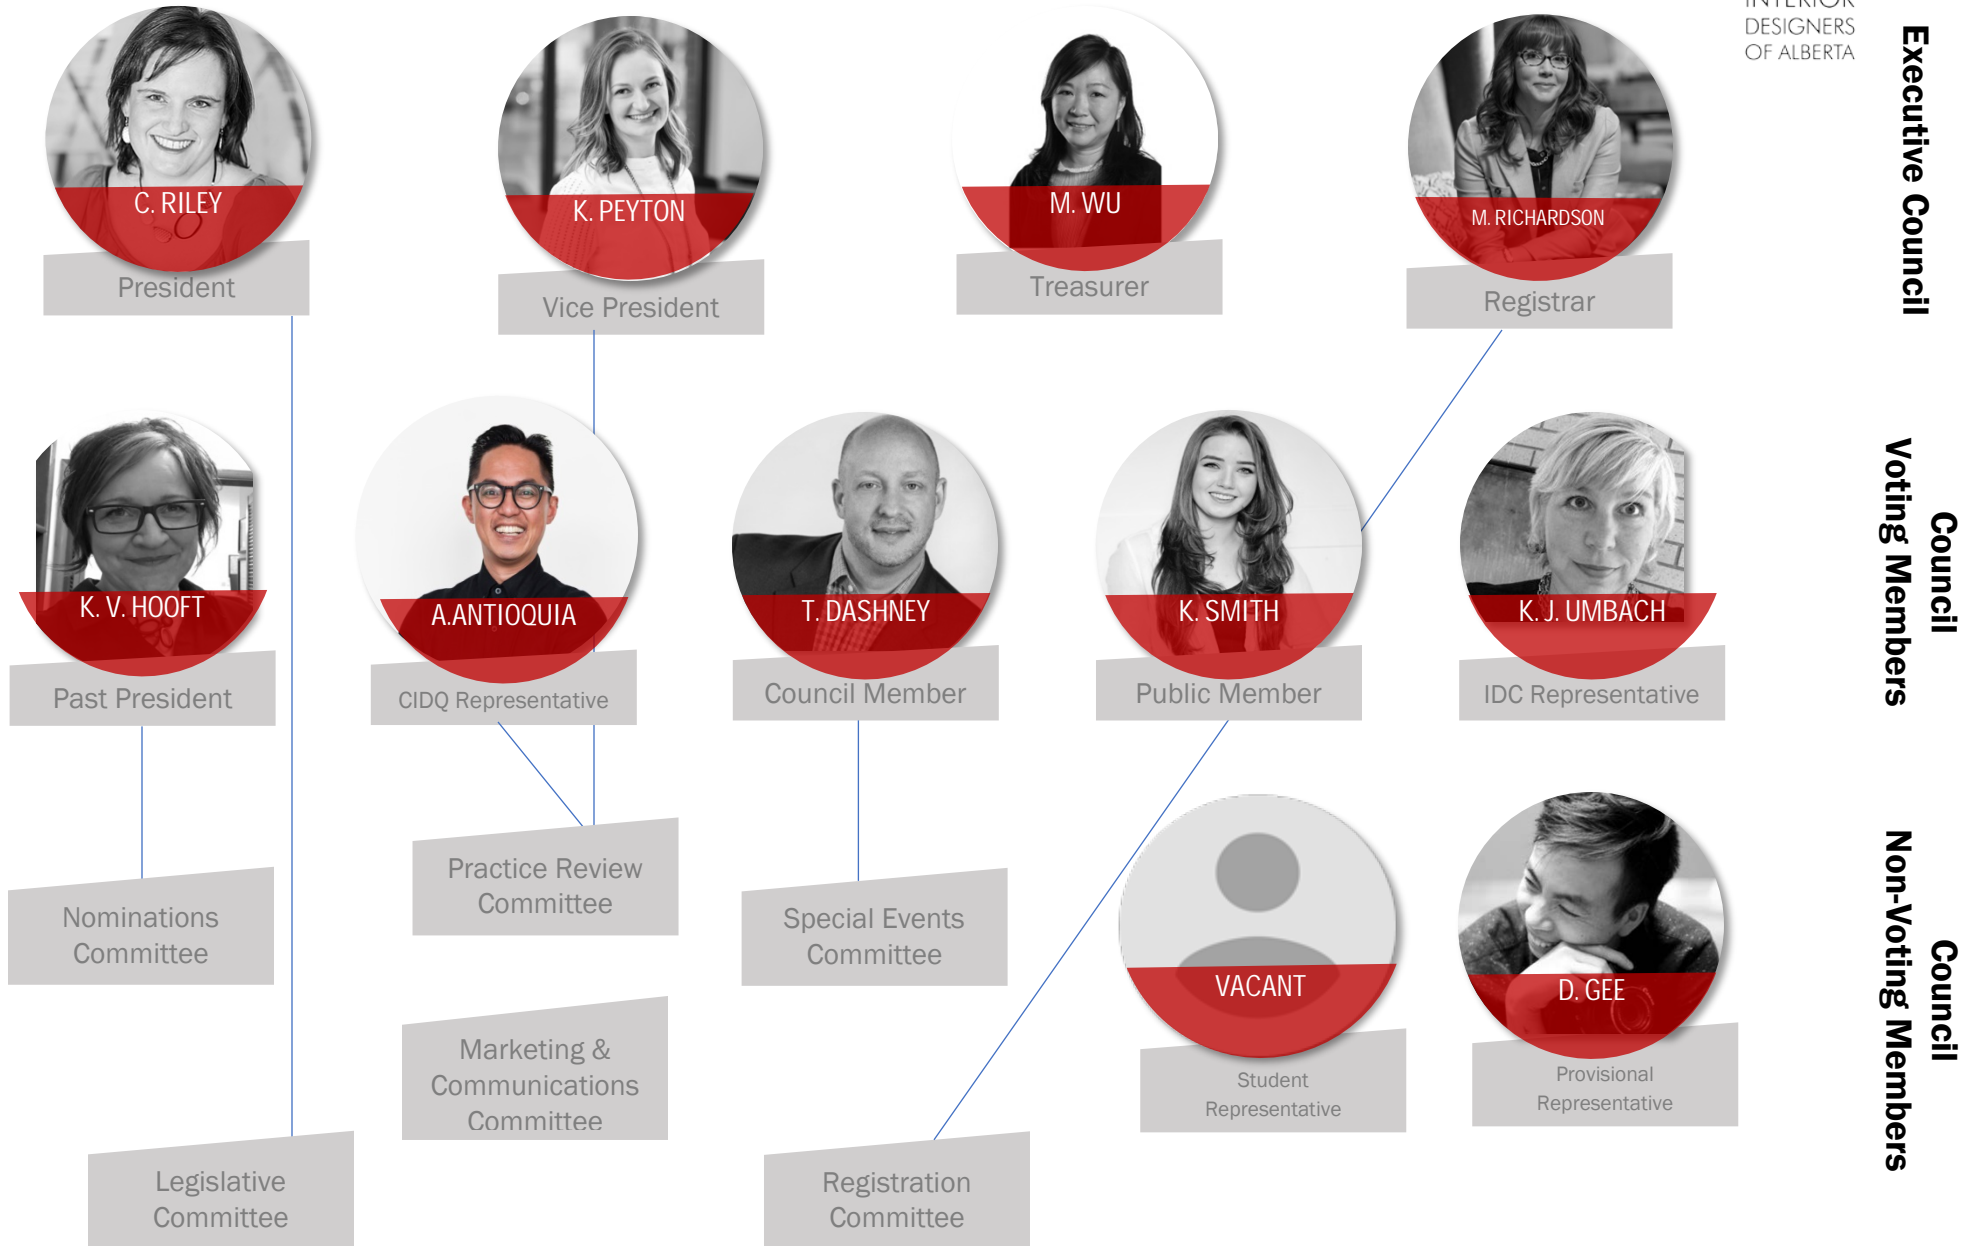 INTERIOR
DESIGNERS
OF ALBERTA
Executive Council
C. RILEY
President
K. PEYTON
Vice President
M. WU
Treasurer
M. RICHARDSON
Registrar
Council
Voting Members
K. V. HOOFT
Past President
A.ANTIOQUIA
CIDQ Representative
T. DASHNEY
Council Member
K. SMITH
Public Member
K. J. UMBACH
IDC Representative
Council
Non-Voting Members
Nominations
Committee
Practice Review
Committee
Special Events
Committee
VACANT
Student
Representative
D. GEE
Provisional
Representative
Marketing &
Communications
Committee
Legislative
Committee
Registration
Committee